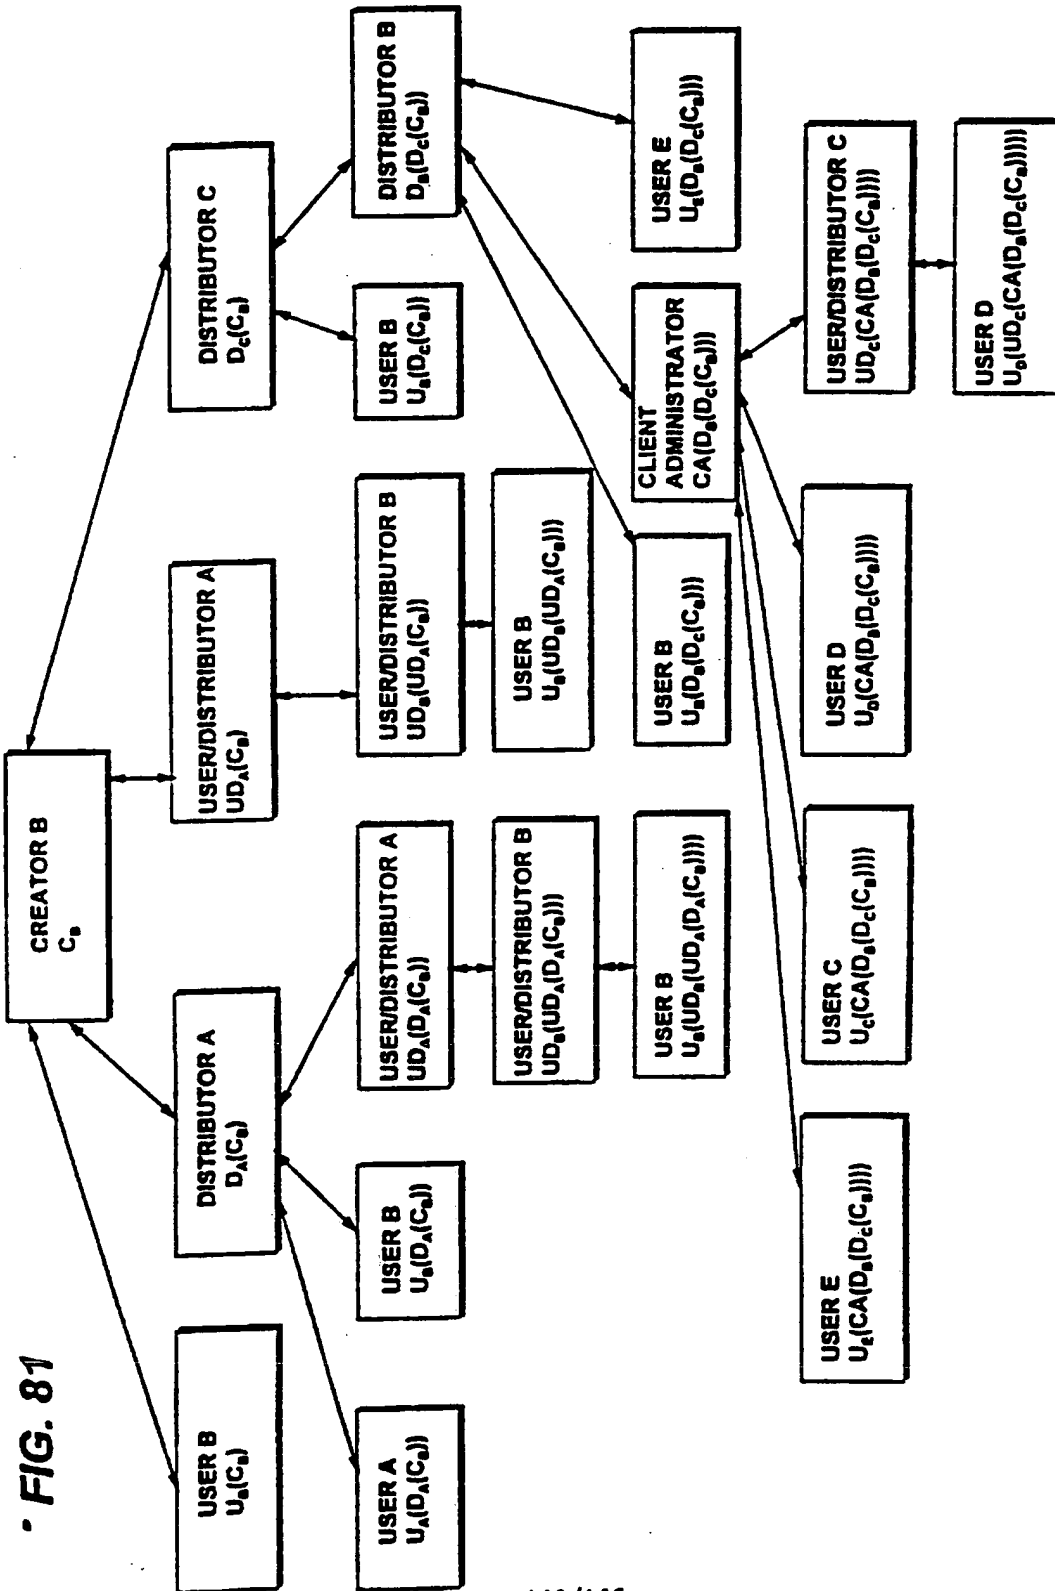 FIG. 81
CREATOR B
C_B
USER B
U_B(C_B)
DISTRIBUTOR A
D_A(C_B)
USER/DISTRIBUTOR A
UD_A(C_B)
DISTRIBUTOR C
D_C(C_B)
USER A
U_A(D_A(C_B))
USER B
U_B(D_A(C_B))
USER/DISTRIBUTOR A
UD_A(D_A(C_B))
USER/DISTRIBUTOR B
UD_B(UD_A(C_B))
USER B
U_B(D_C(C_B))
DISTRIBUTOR B
D_B(D_C(C_B))
USER/DISTRIBUTOR B
UD_B(UD_A(D_A(C_B)))
USER B
U_B(UD_B(UD_A(C_B)))
USER B
U_B(UD_B(UD_A(D_A(C_B))))
USER B
U_B(D_B(D_C(C_B)))
CLIENT
ADMINISTRATOR
CA(D_B(D_C(C_B)))
USER E
U_E(D_B(D_C(C_B)))
USER E
U_E(CA(D_B(D_C(C_B))))
USER C
U_C(CA(D_B(D_C(C_B))))
USER D
U_D(CA(D_B(D_C(C_B))))
USER/DISTRIBUTOR C
UD_C(CA(D_B(D_C(C_B))))
USER D
U_D(UD_C(CA(D_B(D_C(C_B)))))